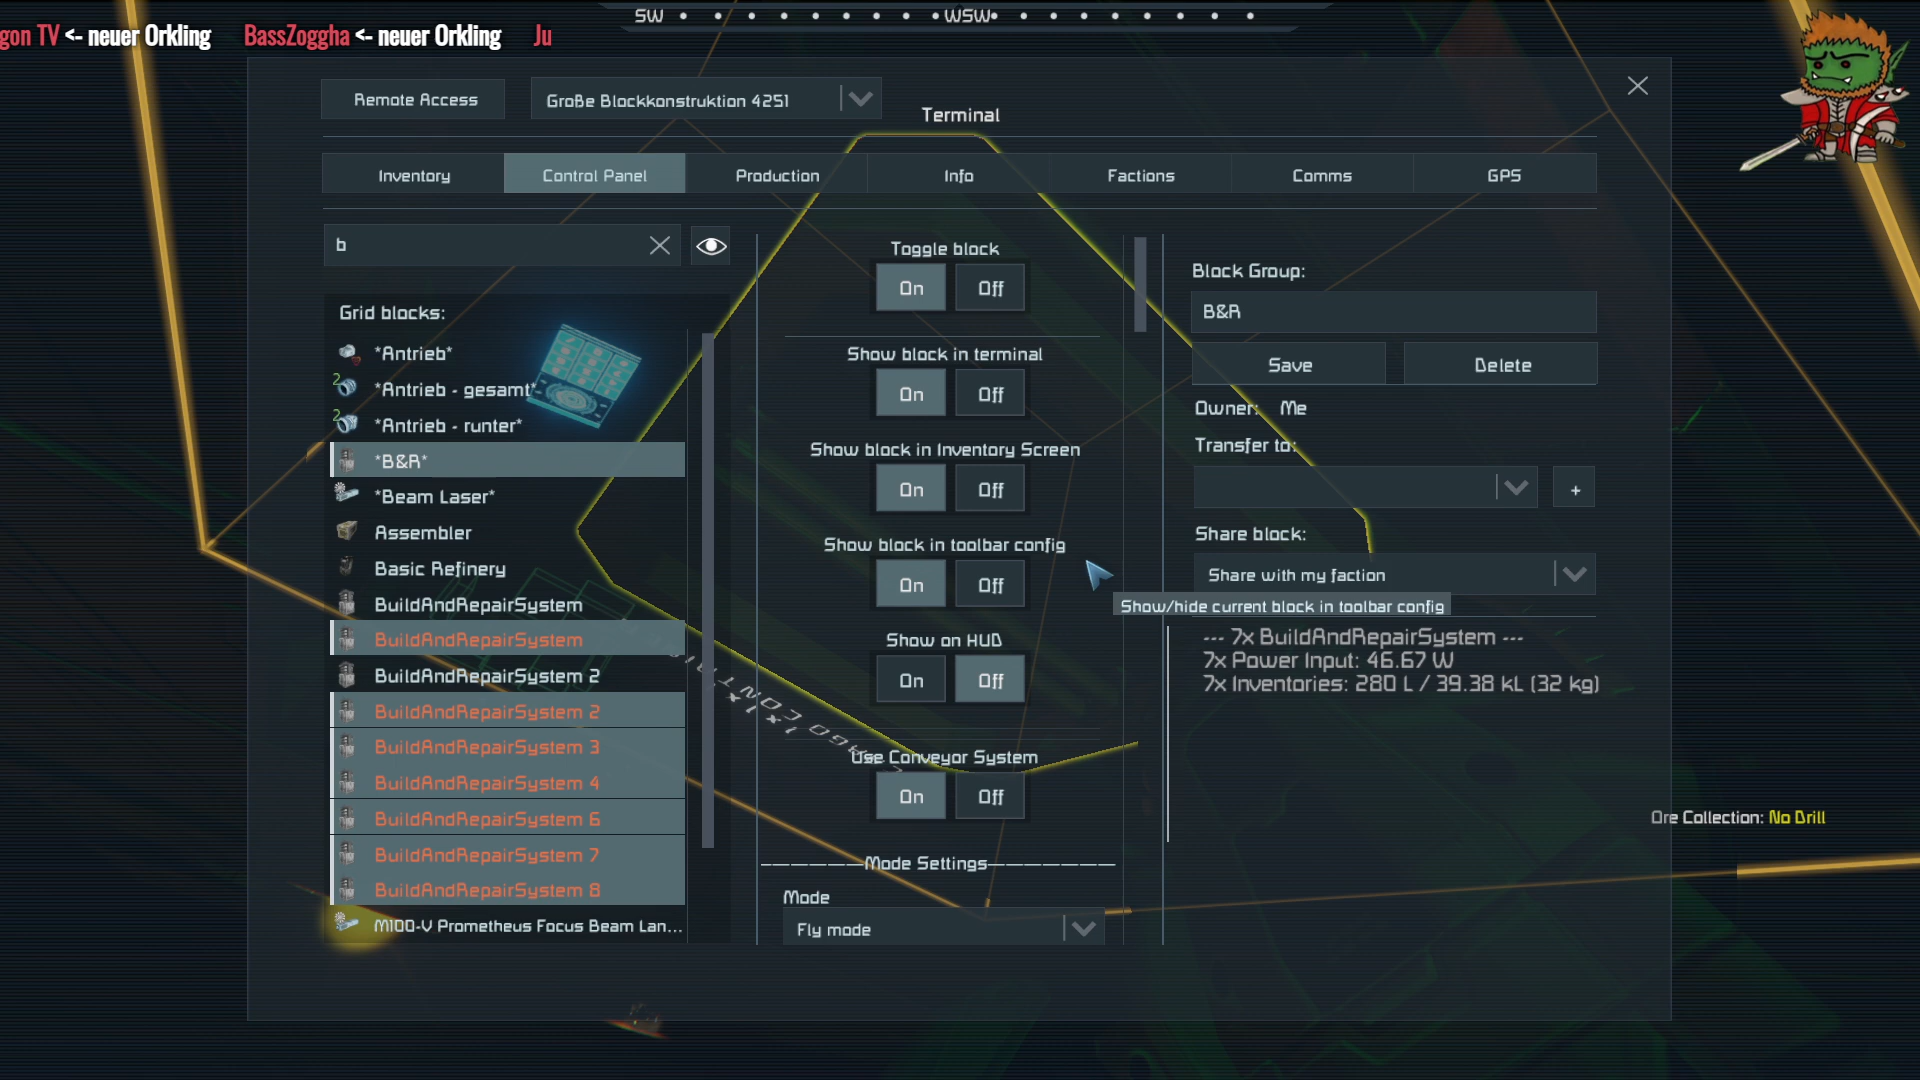 SW
WSW
gon TV <- neuer Orkling BassZoggha <- neuer Orkling Ju
Remote Access
Große Blockkonstruktion 4251
Terminal
Inventory
Control Panel
Production
Info
Factions
Comms
GPS
b
Grid blocks:
*Antrieb*
2 *Antrieb - gesamt*
2 *Antrieb - runter*
*B&R*
*Beam Laser*
Assembler
Basic Refinery
BuildAndRepairSystem
BuildAndRepairSystem
BuildAndRepairSystem 2
BuildAndRepairSystem 2
BuildAndRepairSystem 3
BuildAndRepairSystem 4
BuildAndRepairSystem 6
BuildAndRepairSystem 7
BuildAndRepairSystem 8
M100-V Prometheus Focus Beam Lan...
Toggle block
On Off
Show block in terminal
On Off
Show block in Inventory Screen
On Off
Show block in toolbar config
On Off
Show on HUD
On Off
Use Conveyor System
On Off
——————Mode Settings——————
Mode
Fly mode
Block Group:
B&R
Save Delete
Owner: Me
Transfer to:
+
Share block:
Share with my faction
Show/hide current block in toolbar config
--- 7x BuildAndRepairSystem ---
7x Power Input: 46.67 W
7x Inventories: 280 L / 39.38 kL (32 kg)
Ore Collection: No Drill